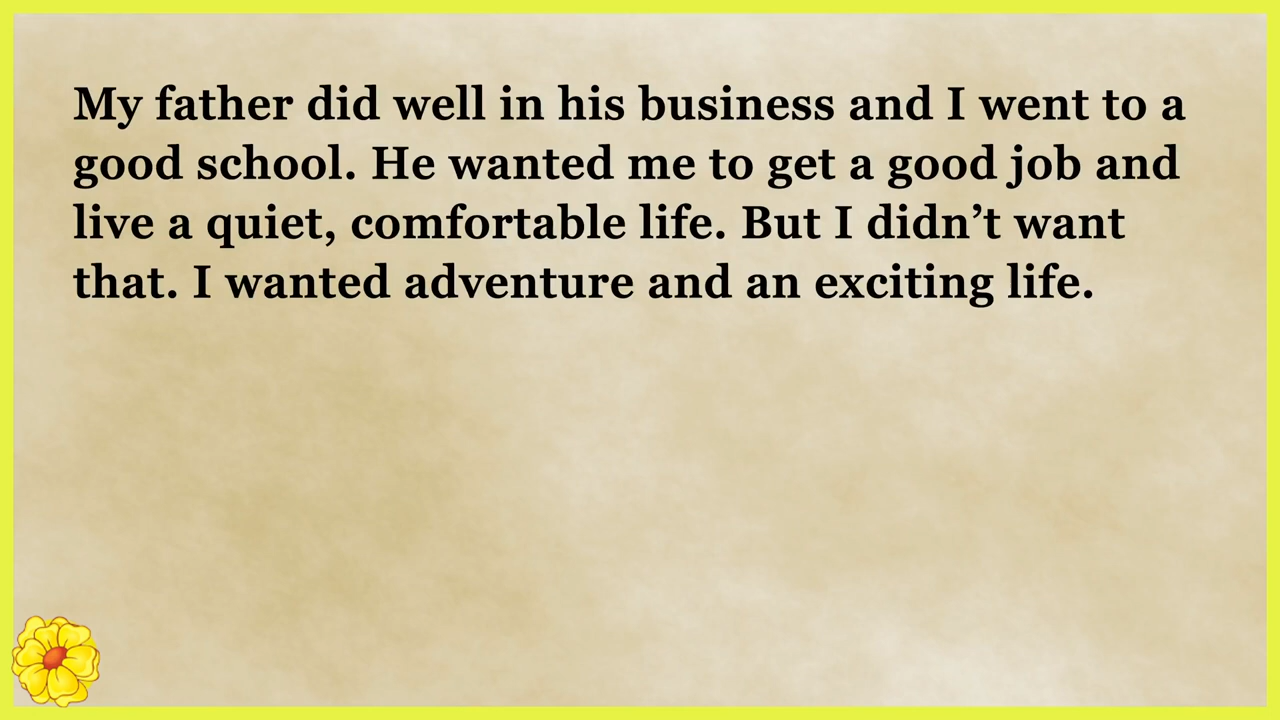 My father did well in his business and I went to a
good school. He wanted me to get a good job and
live a quiet, comfortable life. But I didn’t want
that. I wanted adventure and an exciting life.